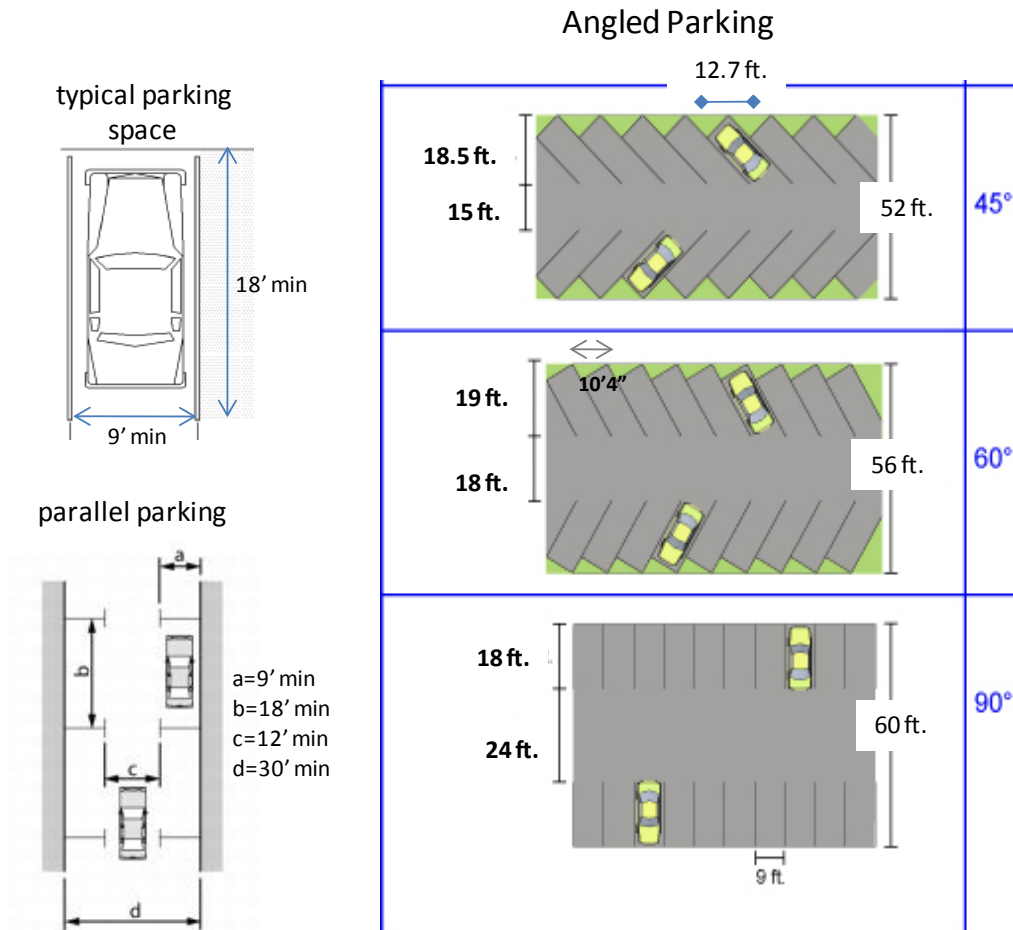 Angled Parking
typical parking
space
18’ min
9’ min
parallel parking
a
b
c
d
a=9’ min
b=18’ min
c=12’ min
d=30’ min
12.7 ft.
18.5 ft.
15 ft.
52 ft.
45°
10’4”
19 ft.
18 ft.
56 ft.
60°
18 ft.
24 ft.
60 ft.
90°
9 ft.